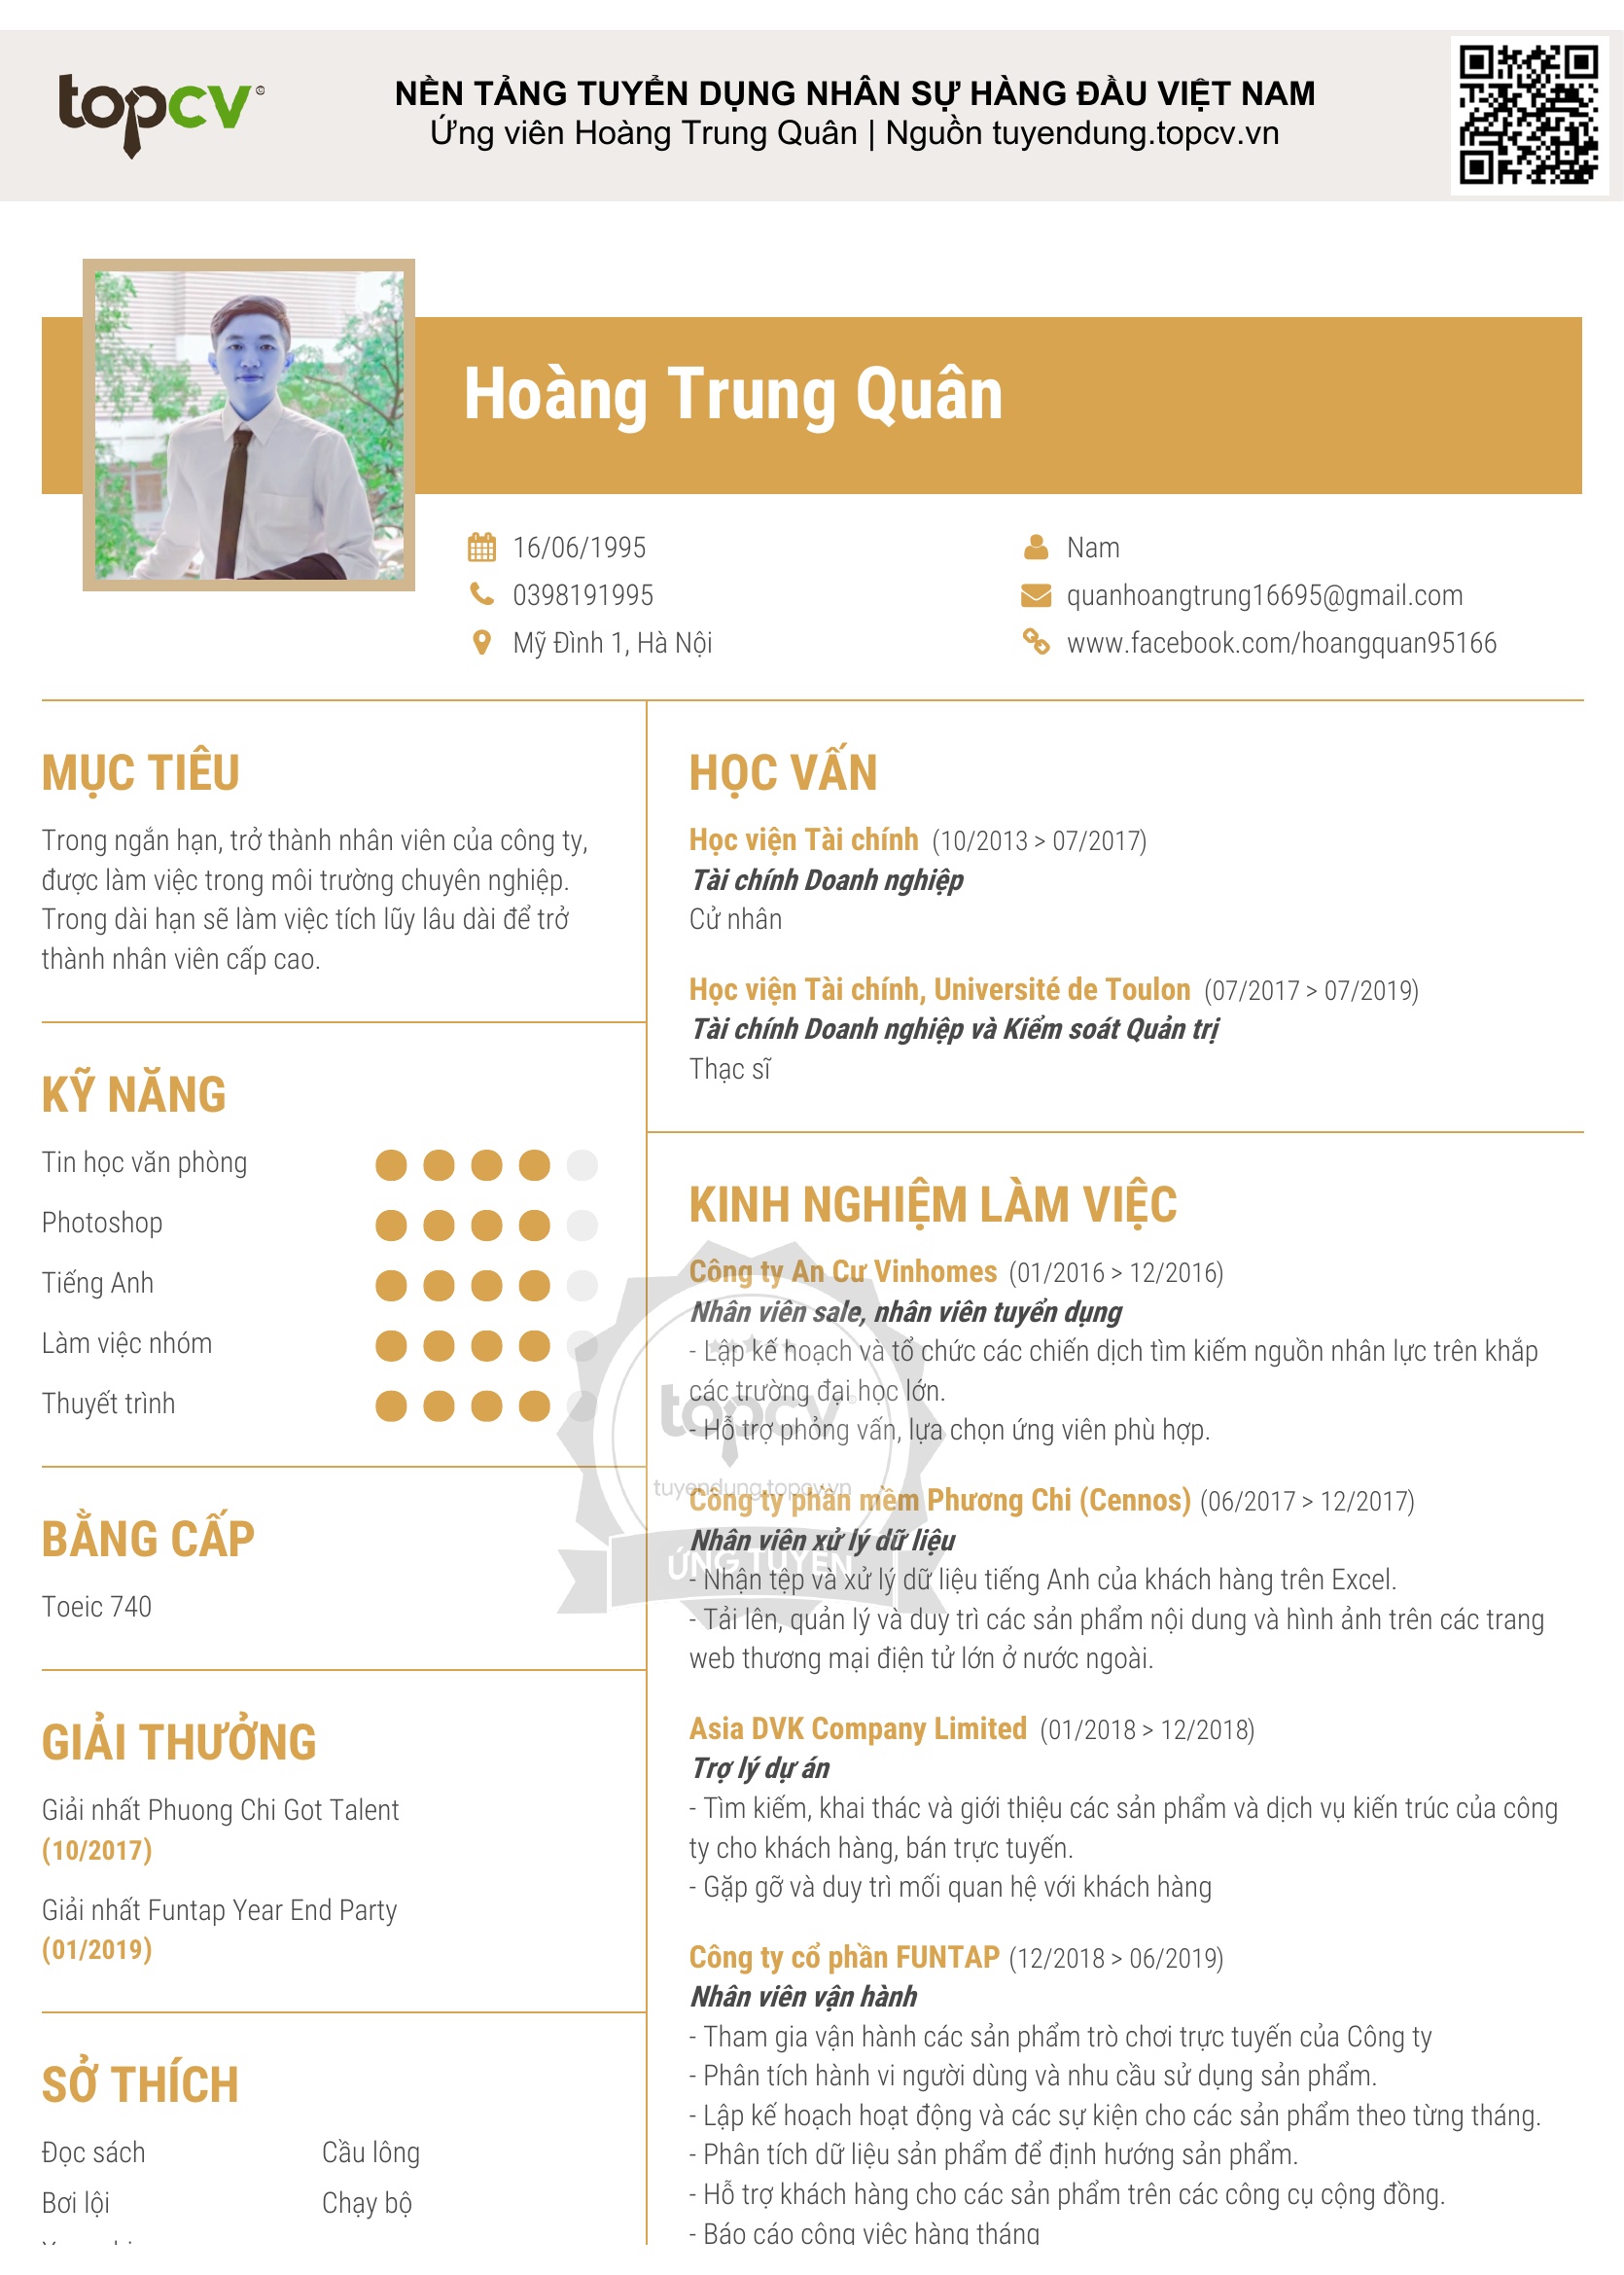 topcv©
NỀN TẢNG TUYỂN DỤNG NHÂN SỰ HÀNG ĐẦU VIỆT NAM
Ứng viên Hoàng Trung Quân | Nguồn tuyendung.topcv.vn
Hoàng Trung Quân
16/06/1995
Nam
0398191995
quanhoangtrung16695@gmail.com
Mỹ Đình 1, Hà Nội
www.facebook.com/hoangquan95166
MỤC TIÊU
Trong ngắn hạn, trở thành nhân viên của công ty,
được làm việc trong môi trường chuyên nghiệp.
Trong dài hạn sẽ làm việc tích lũy lâu dài để trở
thành nhân viên cấp cao.
KỸ NĂNG
Tin học văn phòng
Photoshop
Tiếng Anh
Làm việc nhóm
Thuyết trình
BẰNG CẤP
Toeic 740
GIẢI THƯỞNG
Giải nhất Phuong Chi Got Talent
(10/2017)
Giải nhất Funtap Year End Party
(01/2019)
SỞ THÍCH
Đọc sách
Cầu lông
Bơi lội
Chạy bộ
HỌC VẤN
Học viện Tài chính (10/2013 > 07/2017)
Tài chính Doanh nghiệp
Cử nhân
Học viện Tài chính, Université de Toulon (07/2017 > 07/2019)
Tài chính Doanh nghiệp và Kiểm soát Quản trị
Thạc sĩ
KINH NGHIỆM LÀM VIỆC
Công ty An Cư Vinhomes (01/2016 > 12/2016)
Nhân viên sale, nhân viên tuyển dụng
- Lập kế hoạch và tổ chức các chiến dịch tìm kiếm nguồn nhân lực trên khắp
các trường đại học lớn.
- Hỗ trợ phỏng vấn, lựa chọn ứng viên phù hợp.
Công ty phần mềm Phương Chi (Cennos) (06/2017 > 12/2017)
Nhân viên xử lý dữ liệu
- Nhận tệp và xử lý dữ liệu tiếng Anh của khách hàng trên Excel.
- Tải lên, quản lý và duy trì các sản phẩm nội dung và hình ảnh trên các trang
web thương mại điện tử lớn ở nước ngoài.
Asia DVK Company Limited (01/2018 > 12/2018)
Trợ lý dự án
- Tìm kiếm, khai thác và giới thiệu các sản phẩm và dịch vụ kiến trúc của công
ty cho khách hàng, bán trực tuyến.
- Gặp gỡ và duy trì mối quan hệ với khách hàng
Công ty cổ phần FUNTAP (12/2018 > 06/2019)
Nhân viên vận hành
- Tham gia vận hành các sản phẩm trò chơi trực tuyến của Công ty
- Phân tích hành vi người dùng và nhu cầu sử dụng sản phẩm.
- Lập kế hoạch hoạt động và các sự kiện cho các sản phẩm theo từng tháng.
- Phân tích dữ liệu sản phẩm để định hướng sản phẩm.
- Hỗ trợ khách hàng cho các sản phẩm trên các công cụ cộng đồng.
- Báo cáo công việc hàng tháng
topcv
tuyendung.topcv.vn
ỨNG TUYỂN